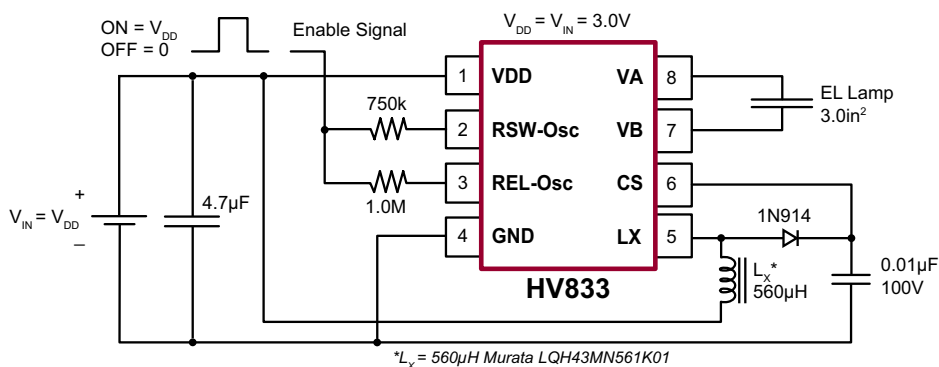 ON = VDD
OFF = 0
Enable Signal
VDD = VIN = 3.0V
1 VDD
VA 8
750k
2 RSW-Osc
VB 7
EL Lamp
3.0in²
3 REL-Osc
CS 6
1.0M
4 GND
LX 5
1N914
+
VIN = VDD
–
4.7µF
HV833
LX*
560µH
0.01µF
100V
*LX = 560µH Murata LQH43MN561K01